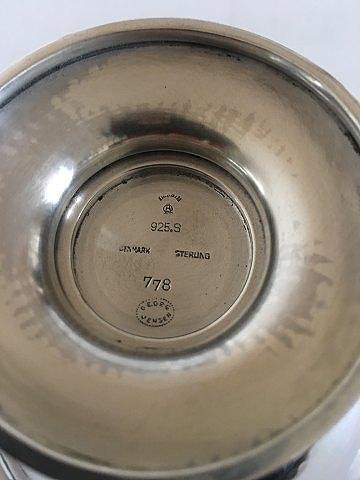 925.S
DENMARK STERLING
778
GEORG
JENSEN